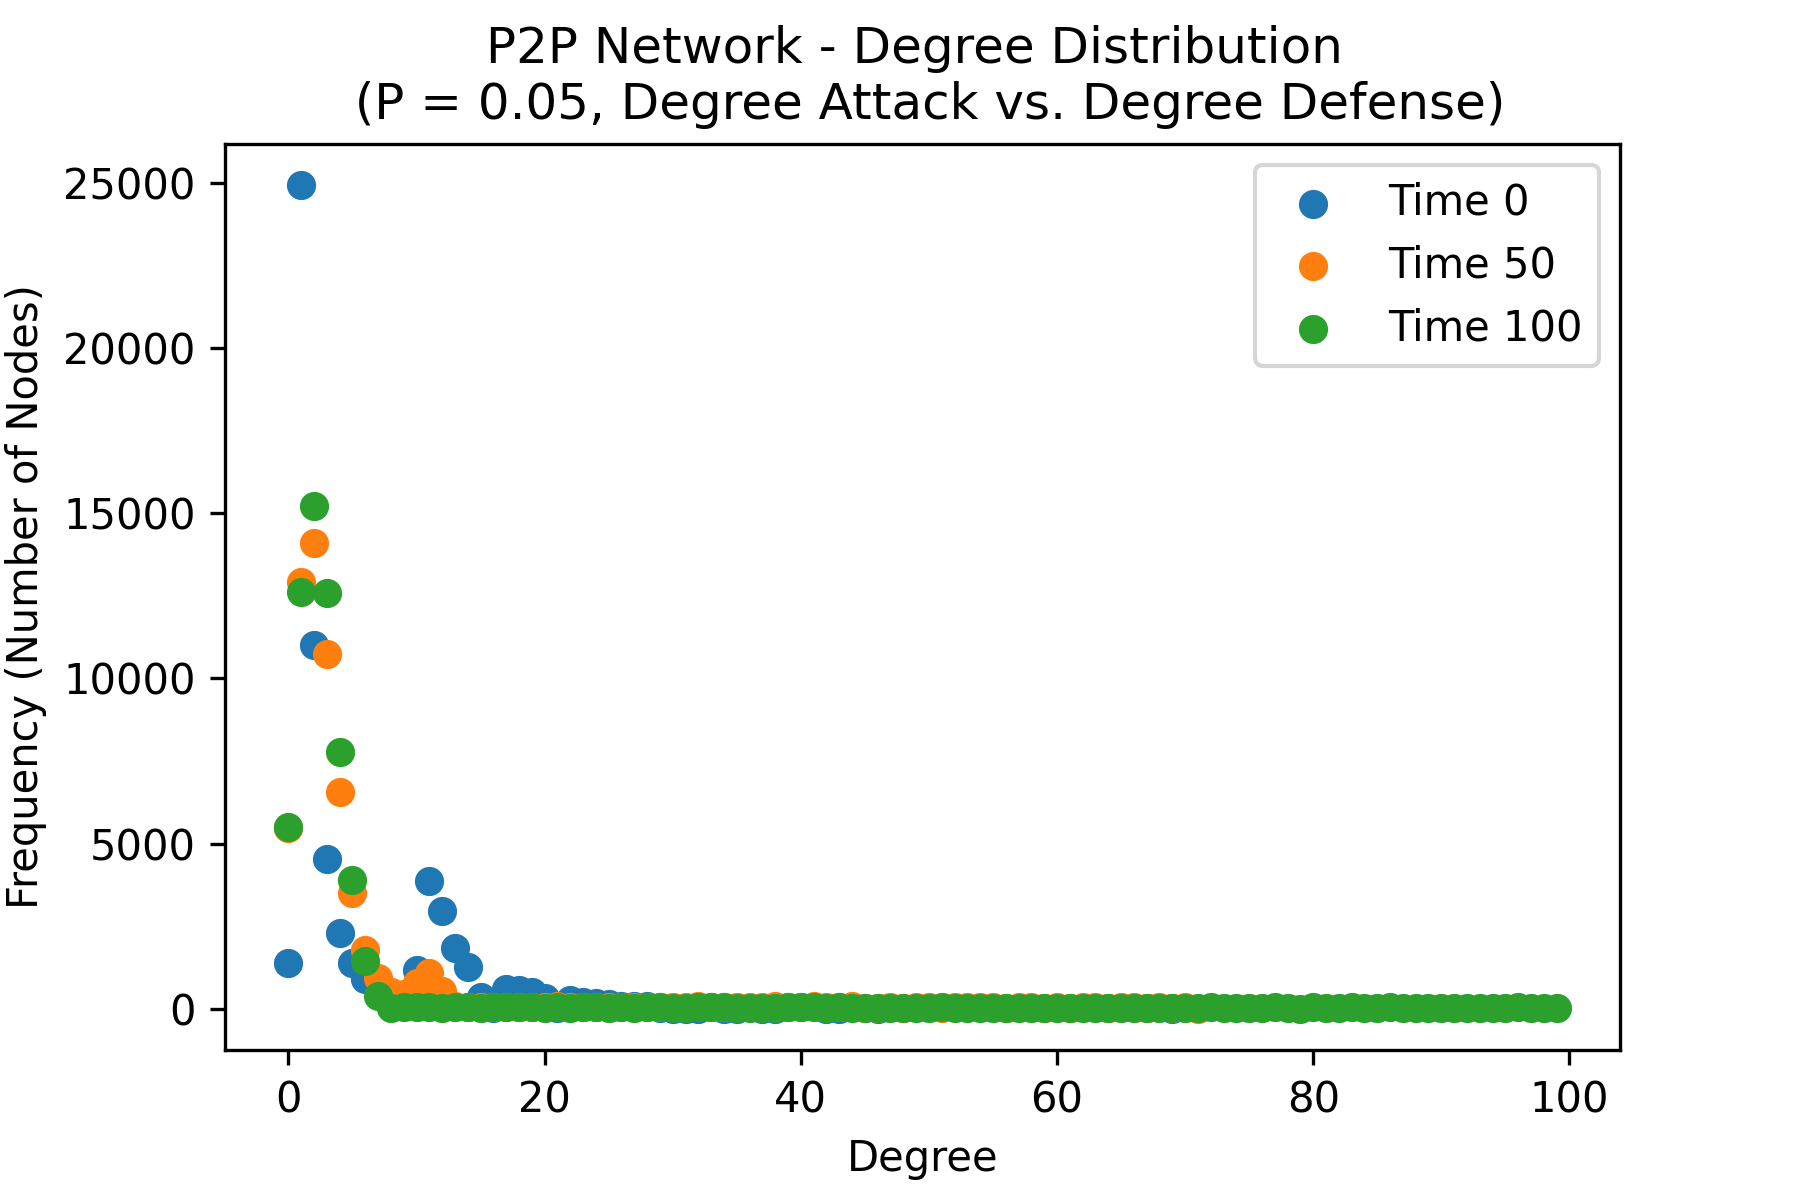 P2P Network - Degree Distribution
(P = 0.05, Degree Attack vs. Degree Defense)
Frequency (Number of Nodes)
25000
20000
15000
10000
5000
0
Time 0
Time 50
Time 100
0 20 40 60 80 100
Degree